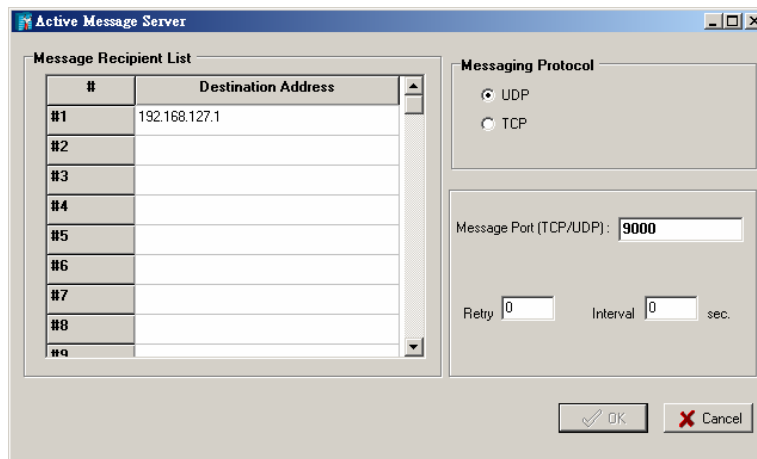 Active Message Server
Message Recipient List
# Destination Address
#1 192.168.127.1
#2
#3
#4
#5
#6
#7
#8
#9
Messaging Protocol
UDP
TCP
Message Port (TCP/UDP) : 9000
Retry 0 Interval 0 sec.
OK Cancel